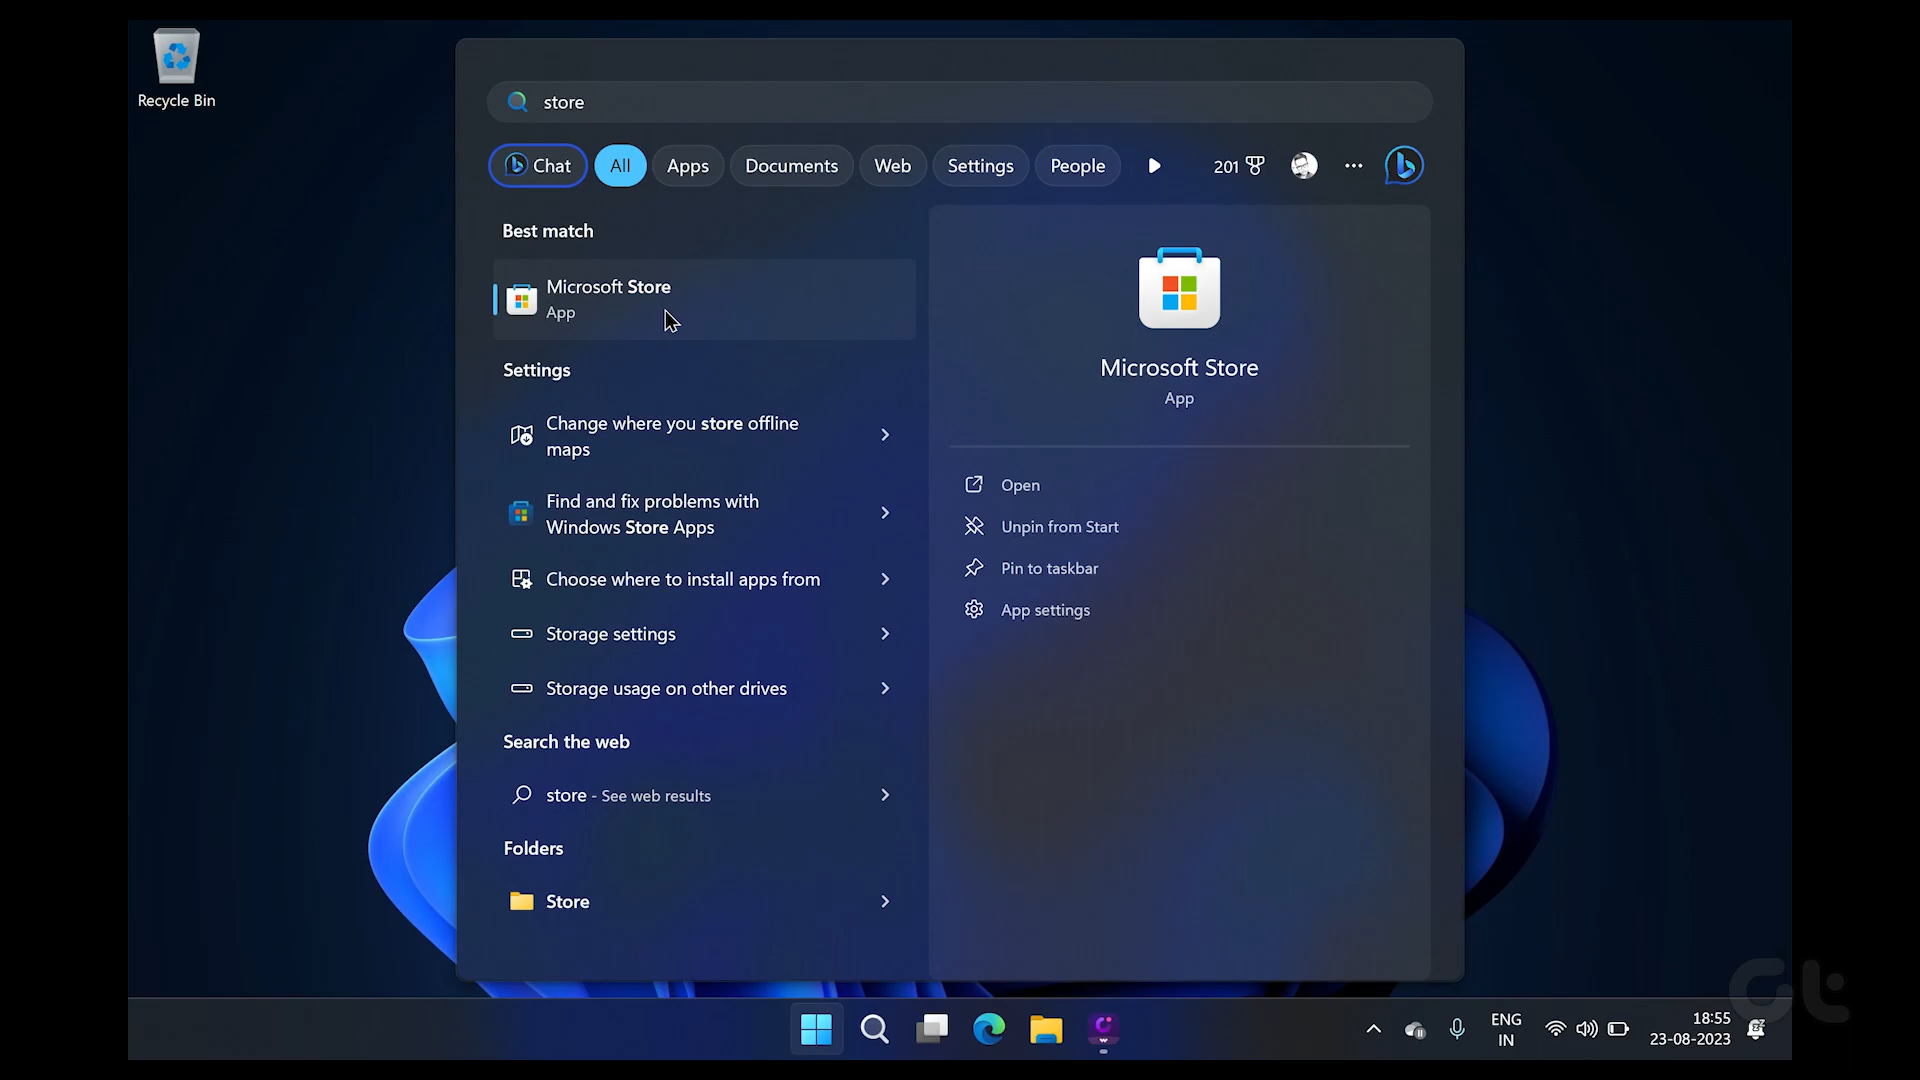 Recycle Bin
store
Chat
All
Apps
Documents
Web
Settings
People
201
Best match
Microsoft Store
App
Settings
Change where you store offline
maps
Find and fix problems with
Windows Store Apps
Choose where to install apps from
Storage settings
Storage usage on other drives
Search the web
store - See web results
Folders
Store
Microsoft Store
App
Open
Unpin from Start
Pin to taskbar
App settings
ENG
IN
18:55
23-08-2023
Gt